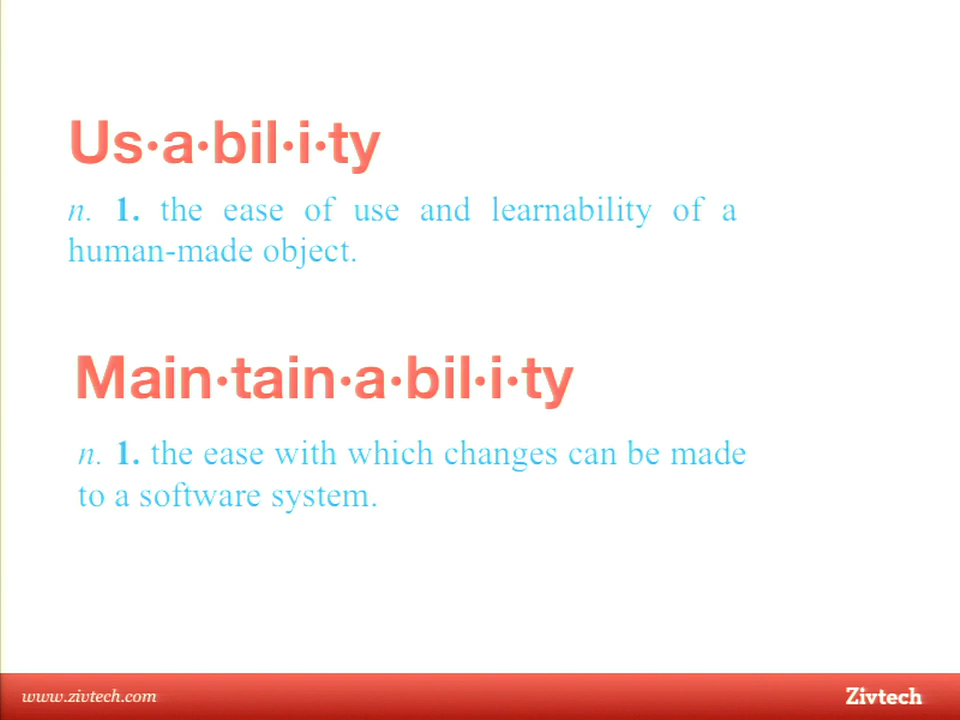 Us·a·bil·i·ty
n. 1. the ease of use and learnability of a
human-made object.
Main·tain·a·bil·i·ty
n. 1. the ease with which changes can be made
to a software system.
www.zivtech.com
Zivtech